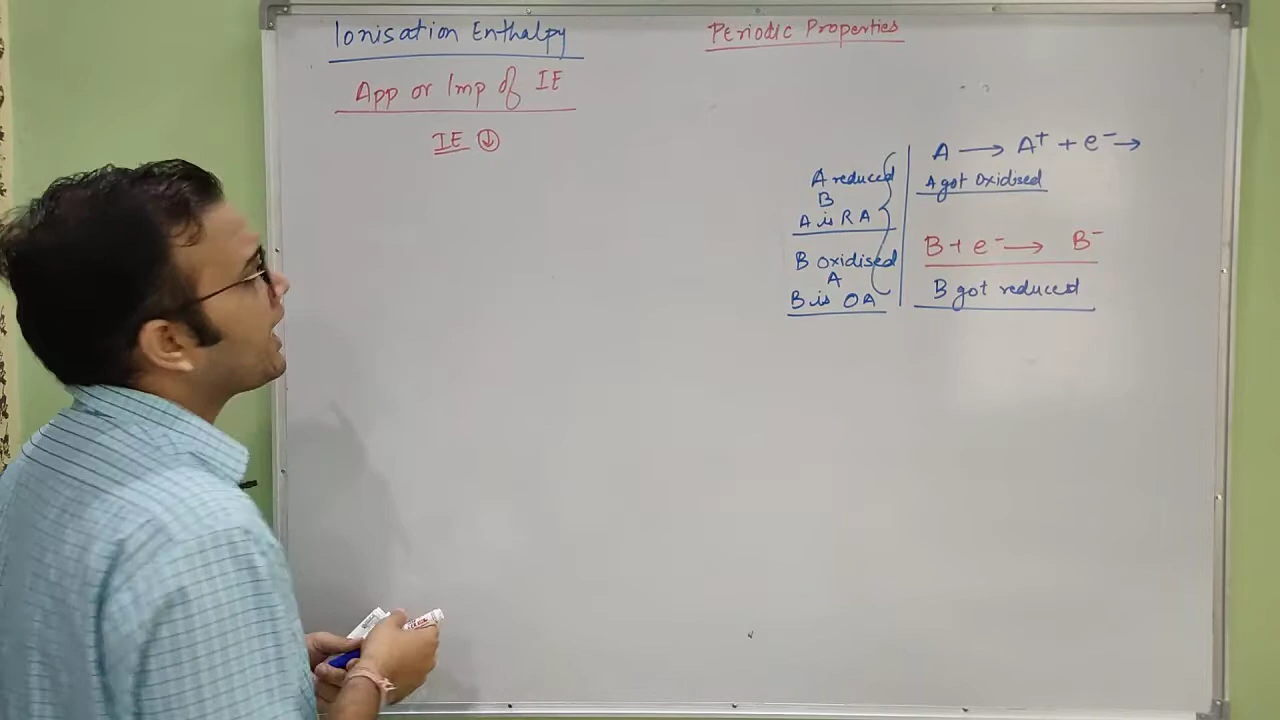 Ionisation Enthalpy
Periodic Properties
App or Imp of IE
IE ↓
A → A⁺ + e⁻ →
A got Oxidised
B + e⁻ → B⁻
B got reduced
A reduced
B
A is RA
B oxidised
A
B is OA